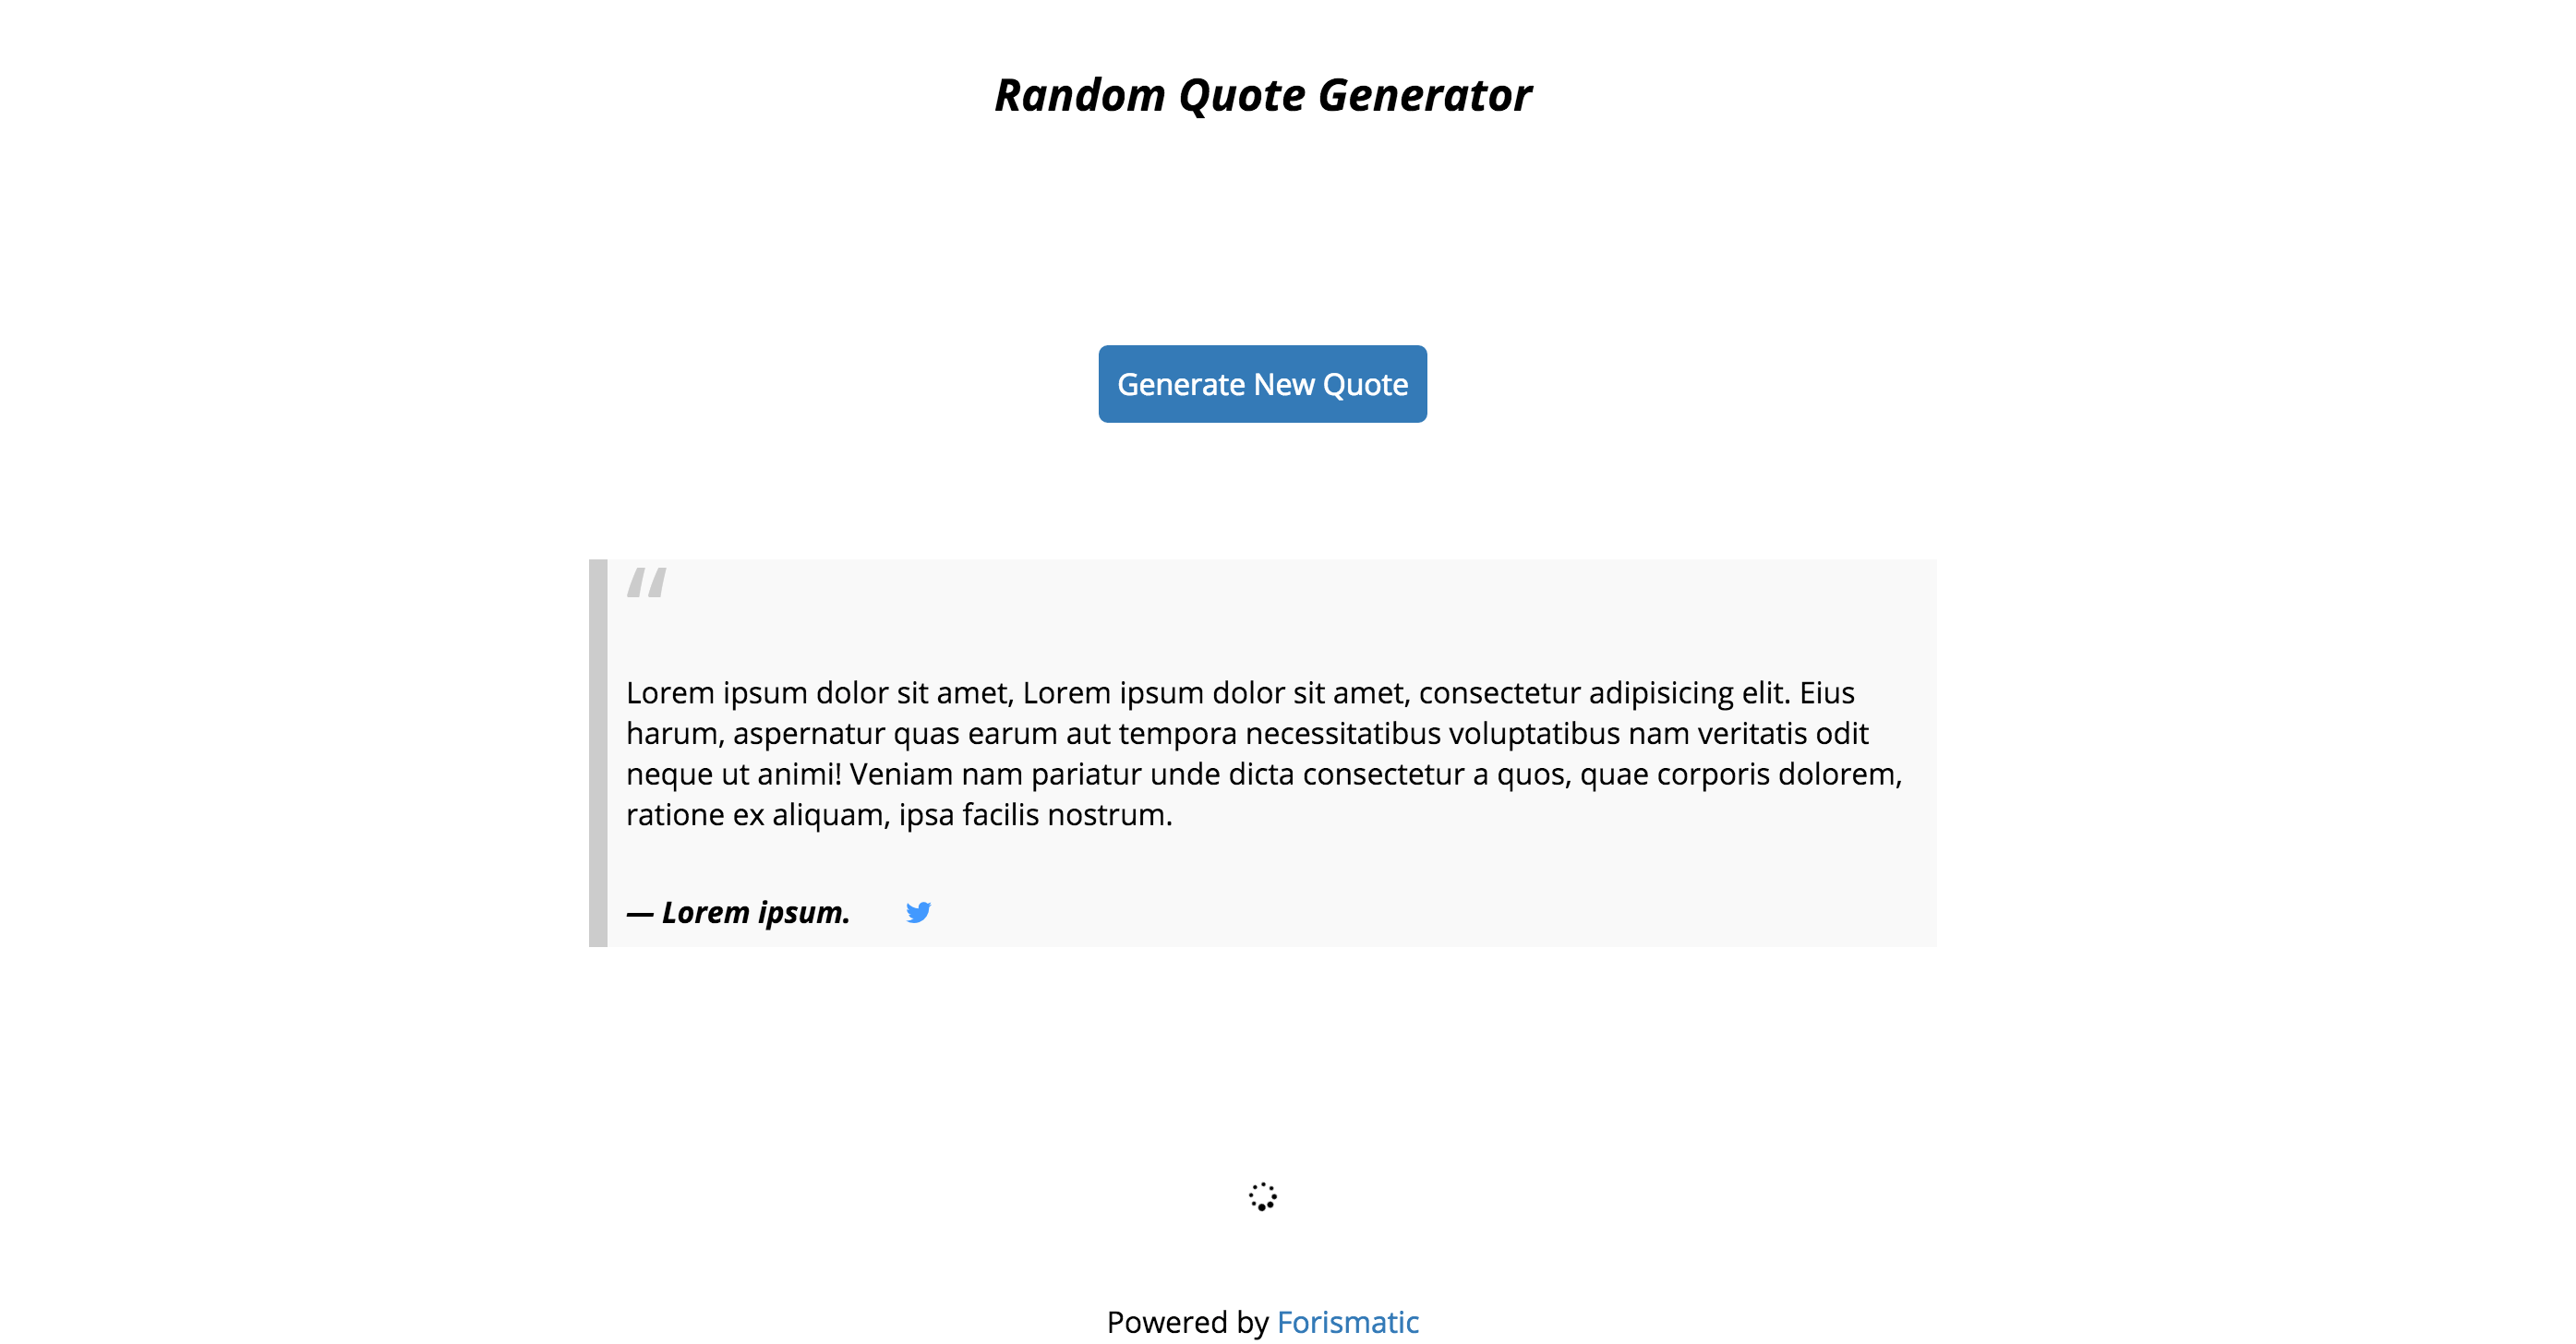 Random Quote Generator
Generate New Quote
“
Lorem ipsum dolor sit amet, Lorem ipsum dolor sit amet, consectetur adipisicing elit. Eius
harum, aspernatur quas earum aut tempora necessitatibus voluptatibus nam veritatis odit
neque ut animi! Veniam nam pariatur unde dicta consectetur a quos, quae corporis dolorem,
ratione ex aliquam, ipsa facilis nostrum.
— Lorem ipsum.
Powered by Forismatic